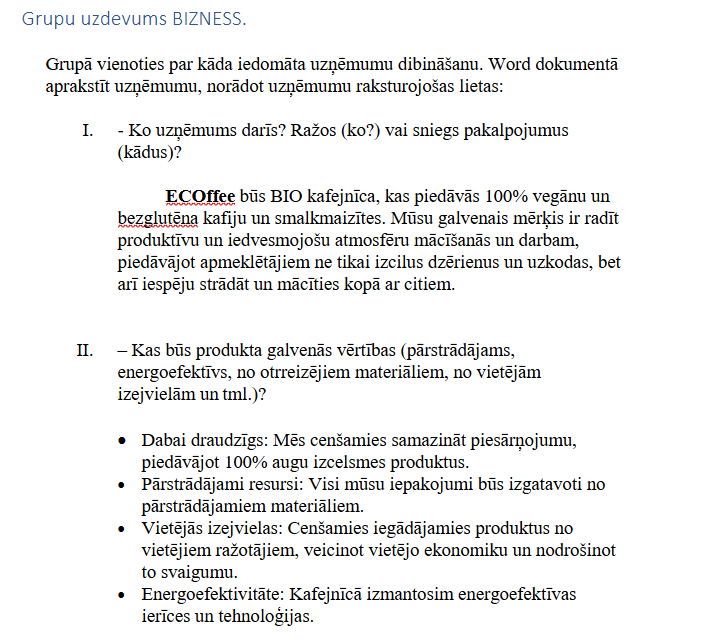 Grupu uzdevums BIZNESS.
Grupā vienoties par kāda iedomāta uzņēmumu dibināšanu. Word dokumentā
aprakstīt uzņēmumu, norādot uzņēmumu raksturojošas lietas:
I. - Ko uzņēmums darīs? Ražos (ko?) vai sniegs pakalpojumus
(kādus)?
ECOffee būs BIO kafejnīca, kas piedāvās 100% vegānu un
bezglutēna kafiju un smalkmaizītes. Mūsu galvenais mērķis ir radīt
produktīvu un iedvesmojošu atmosfēru mācīšanās un darbam,
piedāvājot apmeklētājiem ne tikai izcilus dzērienus un uzkodas, bet
arī iespēju strādāt un mācīties kopā ar citiem.
II. – Kas būs produkta galvenās vērtības (pārstrādājams,
energoefektīvs, no otrreizējiem materiāliem, no vietējām
izejvielām un tml.)?
• Dabai draudzīgs: Mēs cenšamies samazināt piesārņojumu,
piedāvājot 100% augu izcelsmes produktus.
• Pārstrādājami resursi: Visi mūsu iepakojumi būs izgatavoti no
pārstrādājamiem materiāliem.
• Vietējās izejvielas: Cenšamies iegādājamies produktus no
vietējiem ražotājiem, veicinot vietējo ekonomiku un nodrošinot
to svaigumu.
• Energoefektivitāte: Kafejnīcā izmantosim energoefektīvas
ierīces un tehnoloģijas.